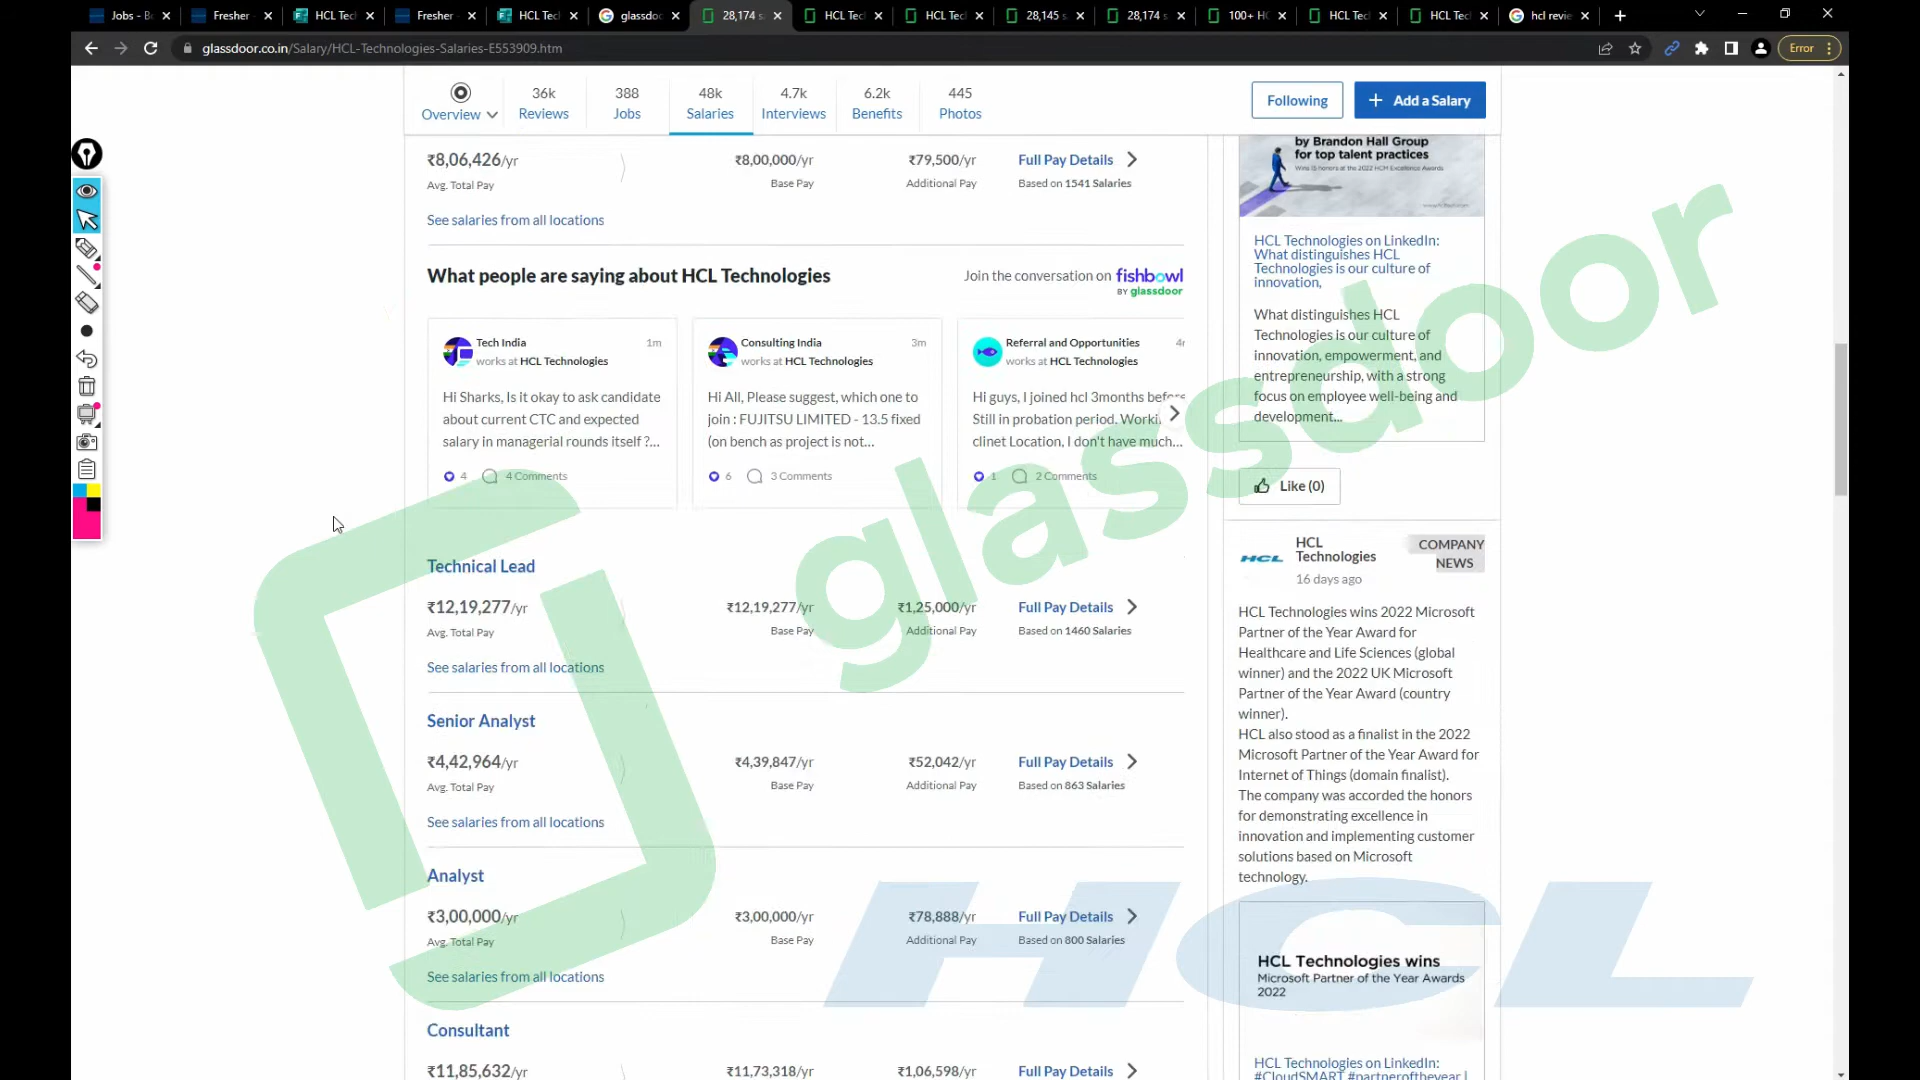 Jobs - B
Fresher -
HCL Tec
Fresher -
HCL Tec
glassdoo
28,174 s
HCL Tec
HCL Tec
28,145 s
28,174 s
100+ HC
HCL Tec
HCL Tec
hcl revie
glassdoor.co.in/Salary/HCL-Technologies-Salaries-E553909.htm
Error
Overview
36k
Reviews
388
Jobs
48k
Salaries
4.7k
Interviews
6.2k
Benefits
445
Photos
Following
+ Add a Salary
₹8,06,426/yr
Avg. Total Pay
₹8,00,000/yr
Base Pay
₹79,500/yr
Additional Pay
Full Pay Details
Based on 1541 Salaries
See salaries from all locations
What people are saying about HCL Technologies
Join the conversation on fishbowl
BY glassdoor
Tech India 1m
works at HCL Technologies
Hi Sharks, Is it okay to ask candidate
about current CTC and expected
salary in managerial rounds itself ?...
4 4 Comments
Consulting India 3m
works at HCL Technologies
Hi All, Please suggest, which one to
join : FUJITSU LIMITED - 13.5 fixed
(on bench as project is not...
6 3 Comments
Referral and Opportunities 4
works at HCL Technologies
Hi guys, I joined hcl 3months before
Still in probation period. Worki
clinet Location, I don't have much...
1 2 Comments
Technical Lead
₹12,19,277/yr
Avg. Total Pay
₹12,19,277/yr
Base Pay
₹1,25,000/yr
Additional Pay
Full Pay Details
Based on 1460 Salaries
See salaries from all locations
Senior Analyst
₹4,42,964/yr
Avg. Total Pay
₹4,39,847/yr
Base Pay
₹52,042/yr
Additional Pay
Full Pay Details
Based on 863 Salaries
See salaries from all locations
Analyst
₹3,00,000/yr
Avg. Total Pay
₹3,00,000/yr
Base Pay
₹78,888/yr
Additional Pay
Full Pay Details
Based on 800 Salaries
See salaries from all locations
Consultant
₹11,85,632/yr
₹11,73,318/yr
₹1,06,598/yr
Full Pay Details
by Brandon Hall Group
for top talent practices
HCL Technologies on LinkedIn:
What distinguishes HCL
Technologies is our culture of
innovation,
What distinguishes HCL
Technologies is our culture of
innovation, empowerment, and
entrepreneurship, with a strong
focus on employee well-being and
development...
Like (0)
HCL
HCL
Technologies
16 days ago
COMPANY
NEWS
HCL Technologies wins 2022 Microsoft
Partner of the Year Award for
Healthcare and Life Sciences (global
winner) and the 2022 UK Microsoft
Partner of the Year Award (country
winner).
HCL also stood as a finalist in the 2022
Microsoft Partner of the Year Award for
Internet of Things (domain finalist).
The company was accorded the honors
for demonstrating excellence in
innovation and implementing customer
solutions based on Microsoft
technology.
HCL Technologies wins
Microsoft Partner of the Year Awards
2022
HCL Technologies on LinkedIn:
#CloudSMART #partneroftheyear |
glassdoor
HCL